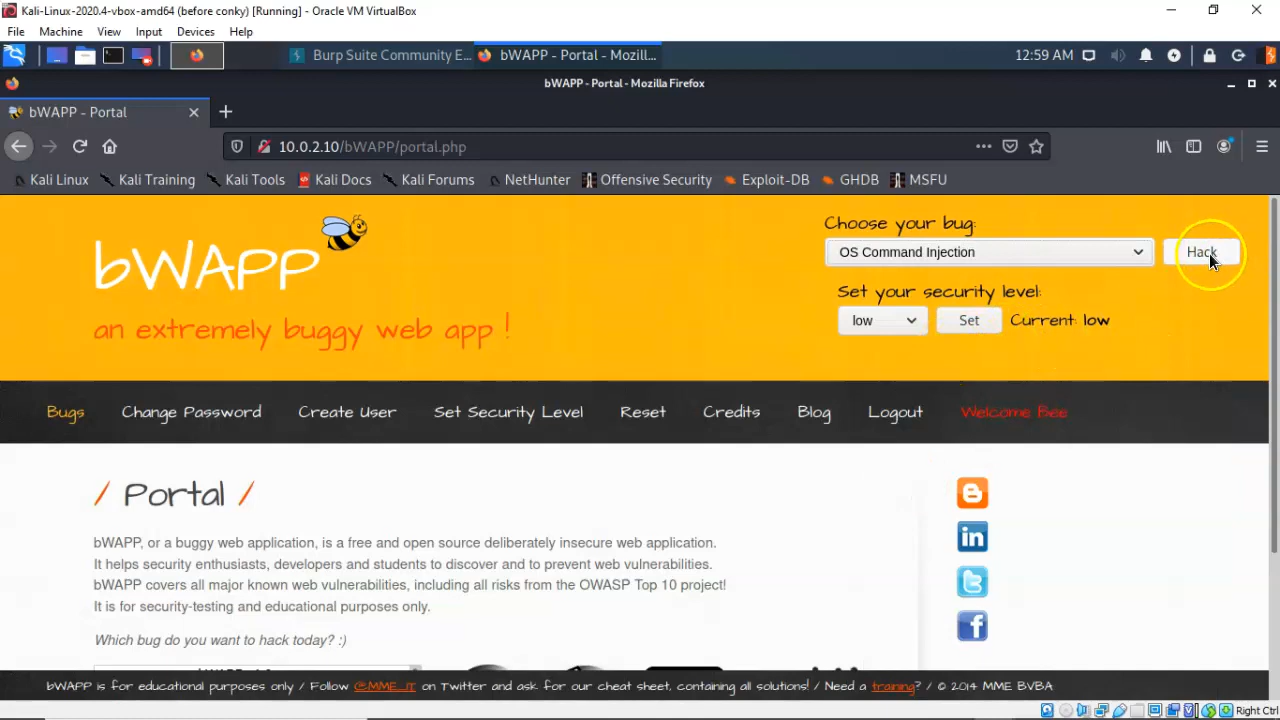 Kali-Linux-2020.4-vbox-amd64 (before conky) [Running] - Oracle VM VirtualBox
File Machine View Input Devices Help
Burp Suite Community E... bWAPP - Portal - Mozill... 12:59 AM
bWAPP - Portal - Mozilla Firefox
bWAPP - Portal
10.0.2.10/bWAPP/portal.php
Kali Linux Kali Training Kali Tools Kali Docs Kali Forums NetHunter Offensive Security Exploit-DB GHDB MSFU
bWAPP
an extremely buggy web app !
Choose your bug:
OS Command Injection Hack
Set your security level:
low Set Current: low
Bugs Change Password Create User Set Security Level Reset Credits Blog Logout Welcome Bee
/ Portal /
bWAPP, or a buggy web application, is a free and open source deliberately insecure web application.
It helps security enthusiasts, developers and students to discover and to prevent web vulnerabilities.
bWAPP covers all major known web vulnerabilities, including all risks from the OWASP Top 10 project!
It is for security-testing and educational purposes only.
Which bug do you want to hack today? :)
bWAPP is for educational purposes only / Follow @MME_IT on Twitter and ask for our cheat sheet, containing all solutions! / Need a training? / © 2014 MME BVBA
Right Ctrl